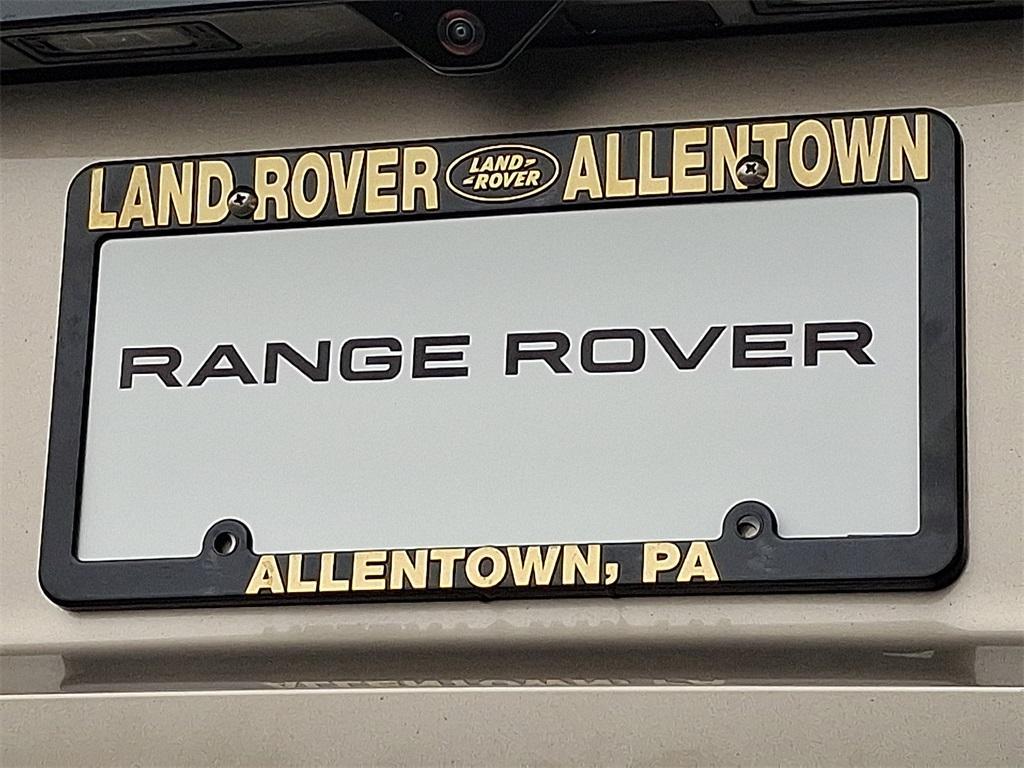 LAND ROVER LAND-ROVER ALLENTOWN
RANGE ROVER
ALLENTOWN, PA